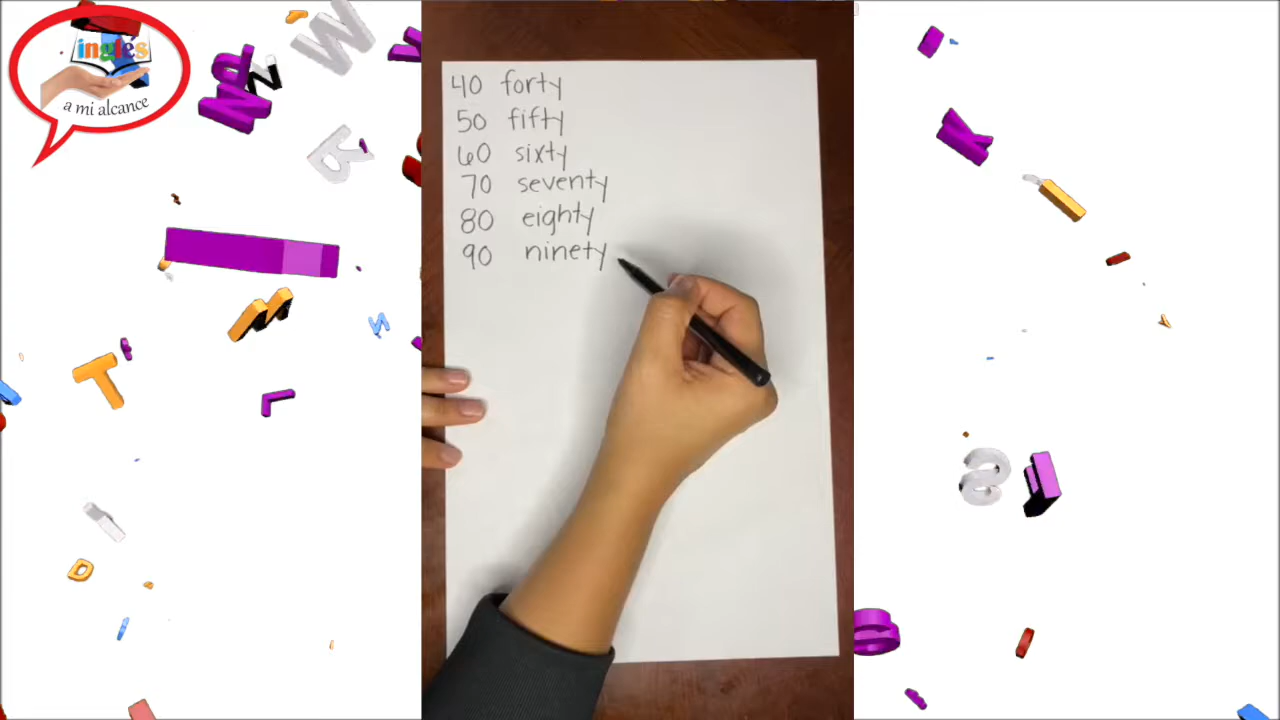 inglés
a mi alcance
40 forty
50 fifty
60 sixty
70 seventy
80 eighty
90 ninety